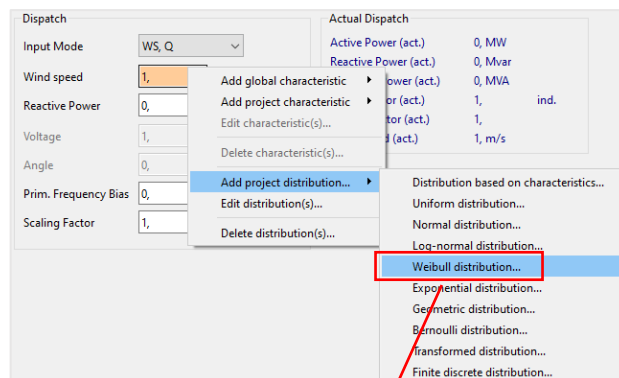 Dispatch
Input Mode WS, Q
Wind speed 1,
Reactive Power 0,
Voltage 1,
Angle 0,
Prim. Frequency Bias 0,
Scaling Factor 1,
Actual Dispatch
Active Power (act.) 0, MW
Reactive Power (act.) 0, Mvar
ower (act.) 0, MVA
or (act.) 1, ind.
tor (act.) 1,
(act.) 1, m/s
Add global characteristic
Add project characteristic
Edit characteristic(s)...
Delete characteristic(s)...
Add project distribution...
Edit distribution(s)...
Delete distribution(s)...
Distribution based on characteristics...
Uniform distribution...
Normal distribution...
Log-normal distribution...
Weibull distribution...
Exponential distribution...
Geometric distribution...
Bernoulli distribution...
Transformed distribution...
Finite discrete distribution...